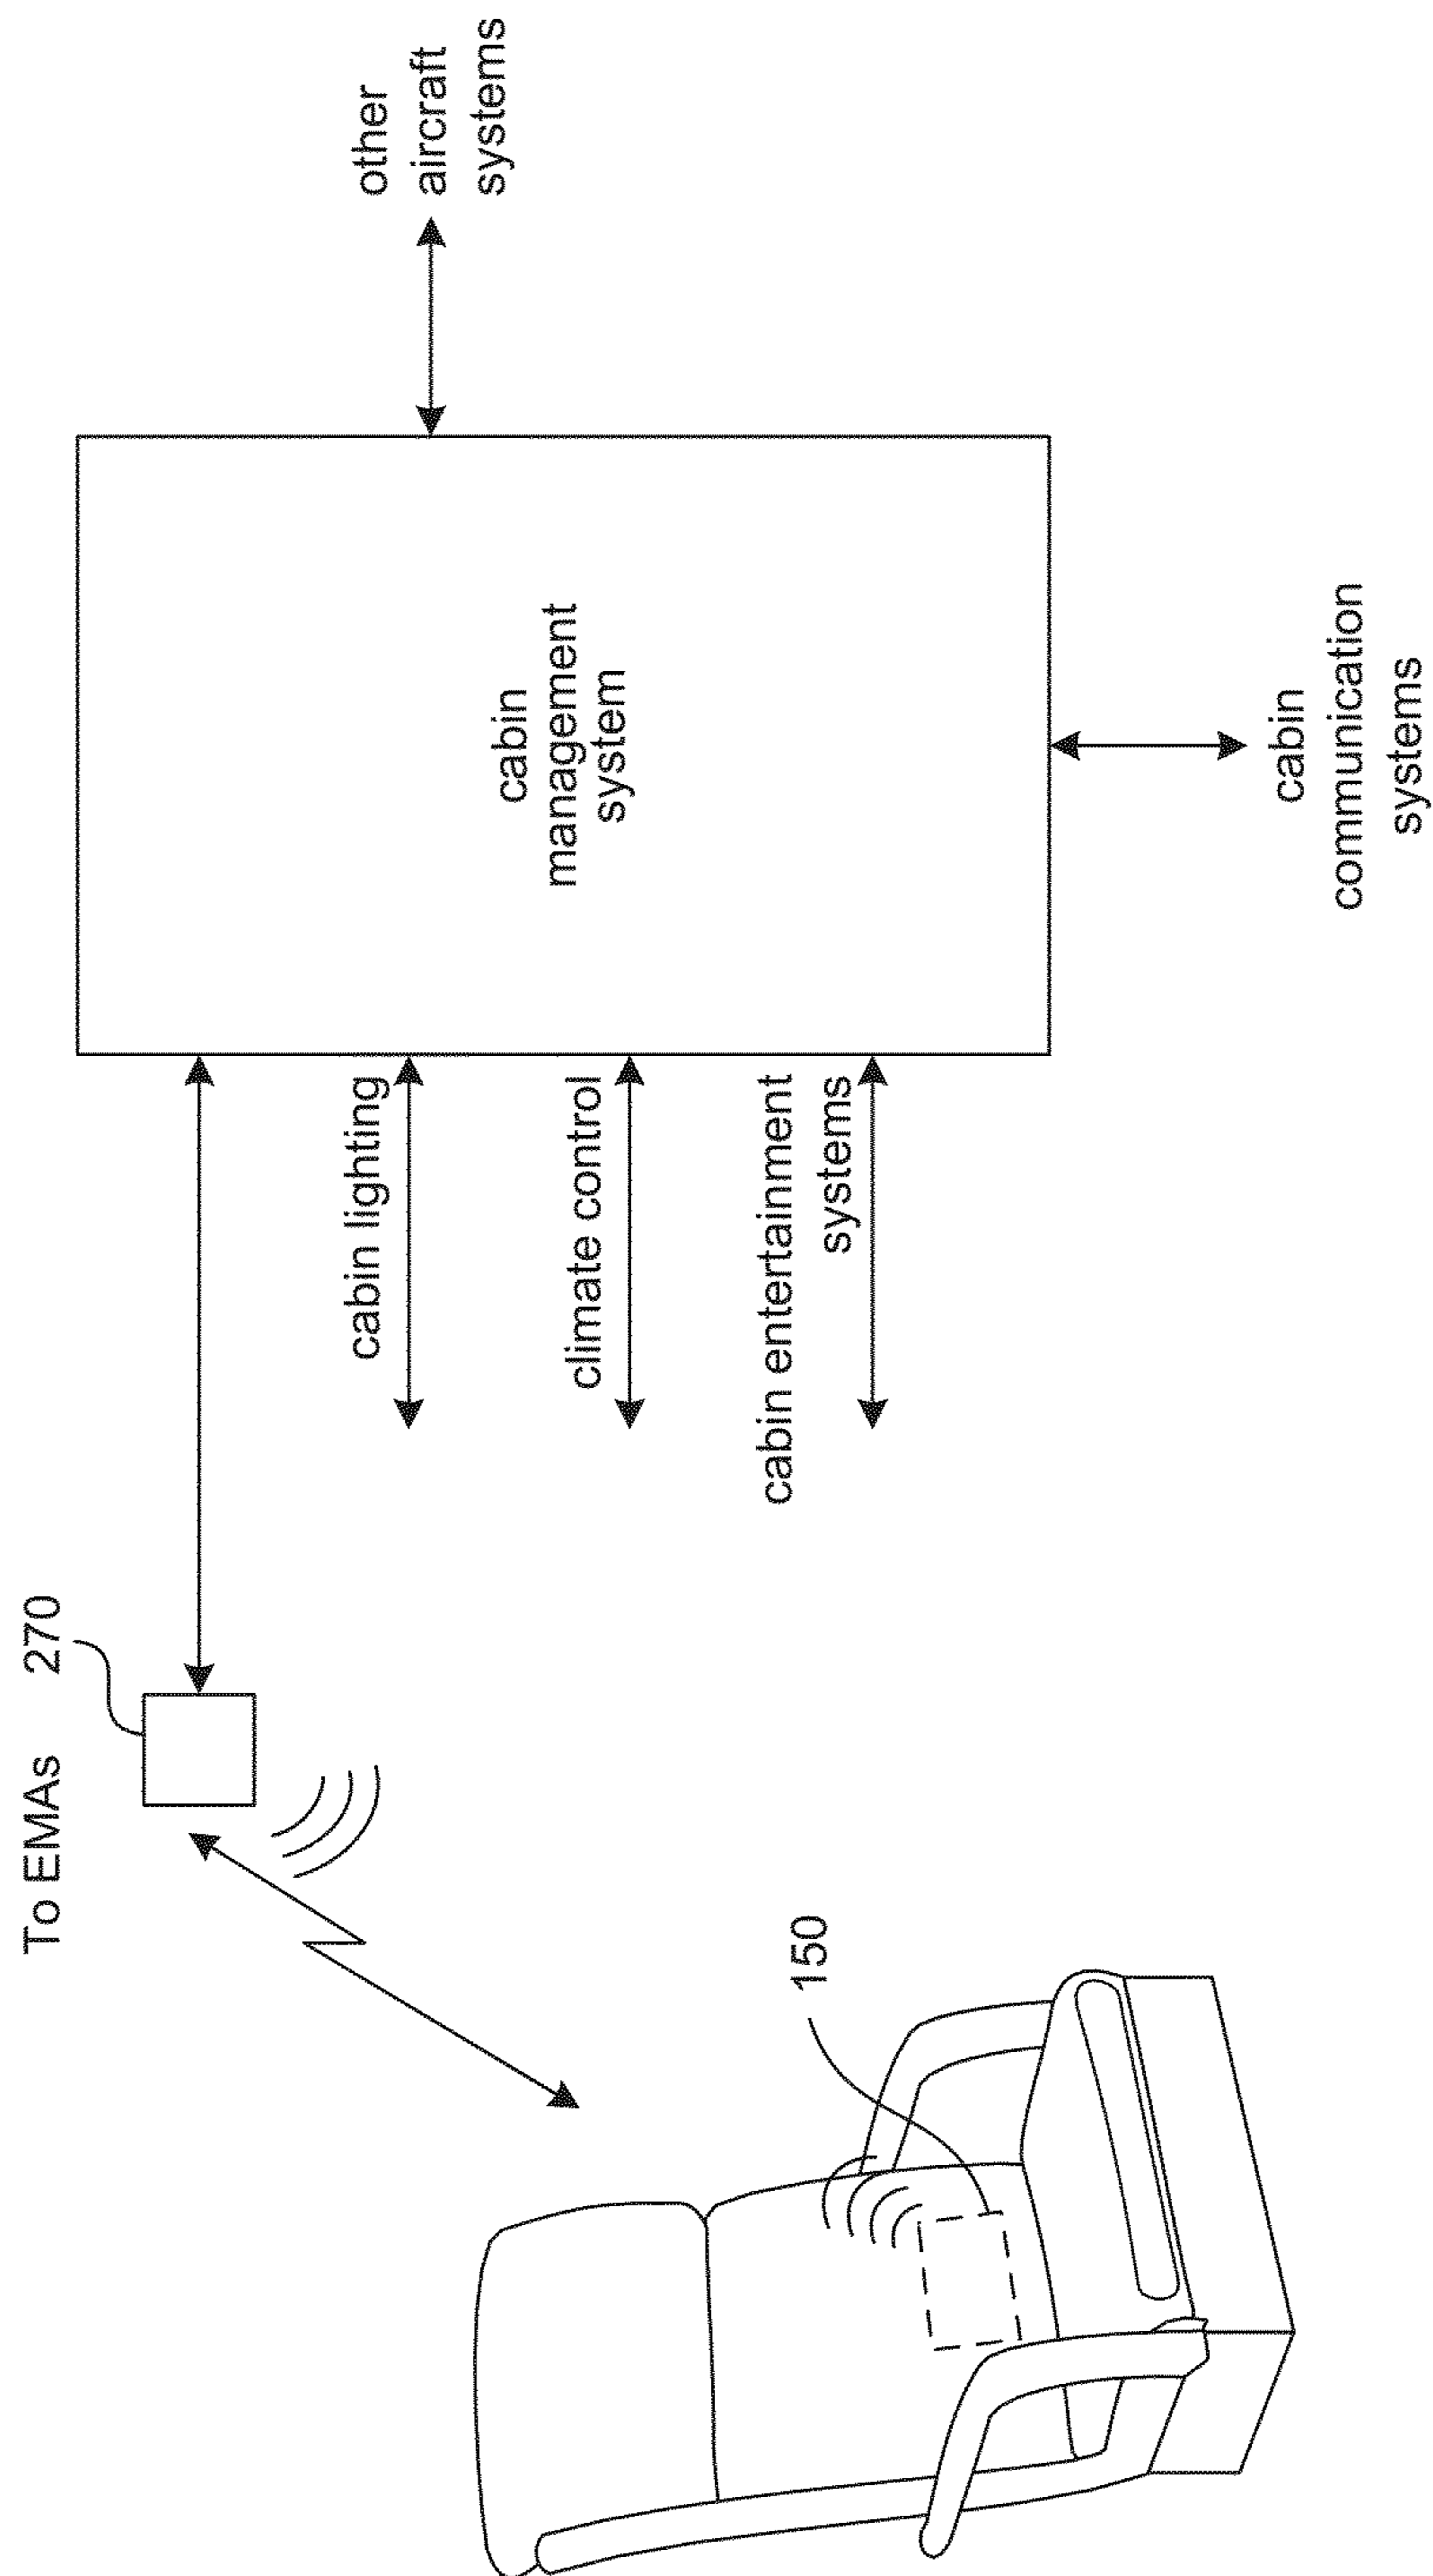 To EMAs
270
150
cabin lighting
climate control
cabin entertainment
systems
cabin
management
system
other
aircraft
systems
cabin
communication
systems